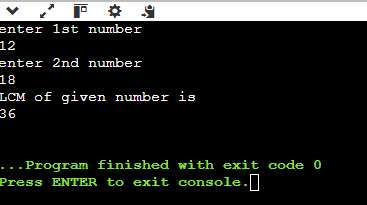 enter 1st number
12
enter 2nd number
18
LCM of given number is
36
...Program finished with exit code 0
Press ENTER to exit console.